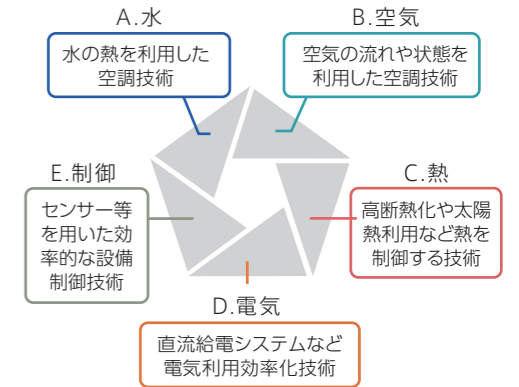 A.水
水の熱を利用した
空調技術
B.空気
空気の流れや状態を
利用した空調技術
C.熱
高断熱化や太陽
熱利用など熱を
制御する技術
D.電気
直流給電システムなど
電気利用効率化技術
E.制御
センサー等
を用いた効
率的な設備
制御技術